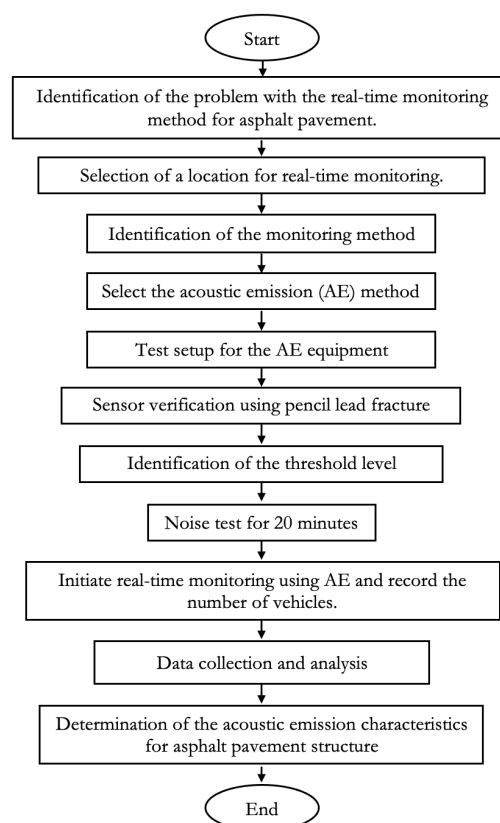 Start
Identification of the problem with the real-time monitoring
method for asphalt pavement.
Selection of a location for real-time monitoring.
Identification of the monitoring method
Select the acoustic emission (AE) method
Test setup for the AE equipment
Sensor verification using pencil lead fracture
Identification of the threshold level
Noise test for 20 minutes
Initiate real-time monitoring using AE and record the
number of vehicles.
Data collection and analysis
Determination of the acoustic emission characteristics
for asphalt pavement structure
End